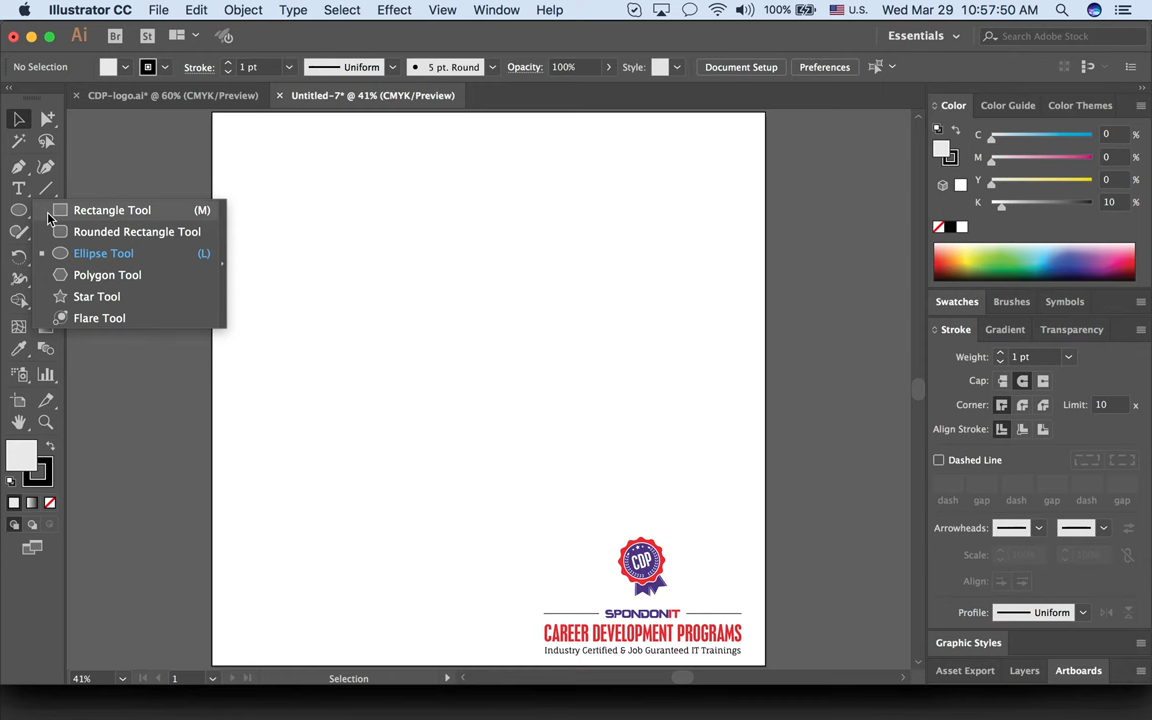 Illustrator CC File Edit Object Type Select Effect View Window Help 100% U.S. Wed Mar 29 10:57:50 AM
Br St Essentials Search Adobe Stock
No Selection Stroke: 1 pt Uniform 5 pt. Round Opacity: 100% Style: Document Setup Preferences
CDP-logo.ai* @ 60% (CMYK/Preview) Untitled-7* @ 41% (CMYK/Preview)
Color Color Guide Color Themes
C 0 %
M 0 %
Y 0 %
K 10 %
Rectangle Tool (M)
Rounded Rectangle Tool
Ellipse Tool (L)
Polygon Tool
Star Tool
Flare Tool
Swatches Brushes Symbols
Stroke Gradient Transparency
Weight: 1 pt
Cap:
Corner: Limit: 10 x
Align Stroke:
Dashed Line
dash gap dash gap dash gap
Arrowheads:
Scale: 100% 100%
Align:
Profile: Uniform
Graphic Styles
Asset Export Layers Artboards
CDP
SPONDONIT
CAREER DEVELOPMENT PROGRAMS
Industry Certified & Job Guranteed IT Trainings
41% 1 Selection